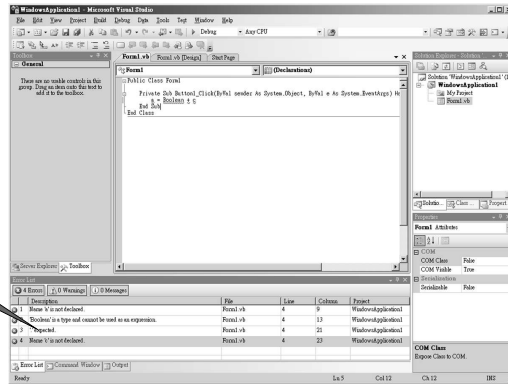 WindowsApplication1 - Microsoft Visual Studio
File Edit View Project Build Debug Data Tools Test Window Help
Debug Any CPU
Toolbox
General
There are no usable controls in this group. Drag an item onto this text to add it to the toolbox.
Server Explorer Toolbox
Form1.vb Form1.vb [Design] Start Page
Form1 (Declarations)
Public Class Form1
Private Sub Button1_Click(ByVal sender As System.Object, ByVal e As System.EventArgs) Ha
a = Boolean 4 c
End Sub
End Class
Solution Explorer - Solution
Solution 'WindowsApplication1' (1
WindowsApplication1
My Project
Form1.vb
Solutio... Class ... Propert
Properties
Form1 Attributes
COM
COM Class False
COM Visible True
Serialization
Serializable False
COM Class
Expose Class to COM.
Error List
4 Errors 0 Warnings 0 Messages
Description File Line Column Project
1 Name 'a' is not declared. Form1.vb 4 9 WindowsApplication1
2 'Boolean' is a type and cannot be used as an expression. Form1.vb 4 13 WindowsApplication1
3 expected. Form1.vb 4 21 WindowsApplication1
4 Name 'c' is not declared. Form1.vb 4 23 WindowsApplication1
Error List Command Window Output
Ready Ln 5 Col 12 Ch 12 INS